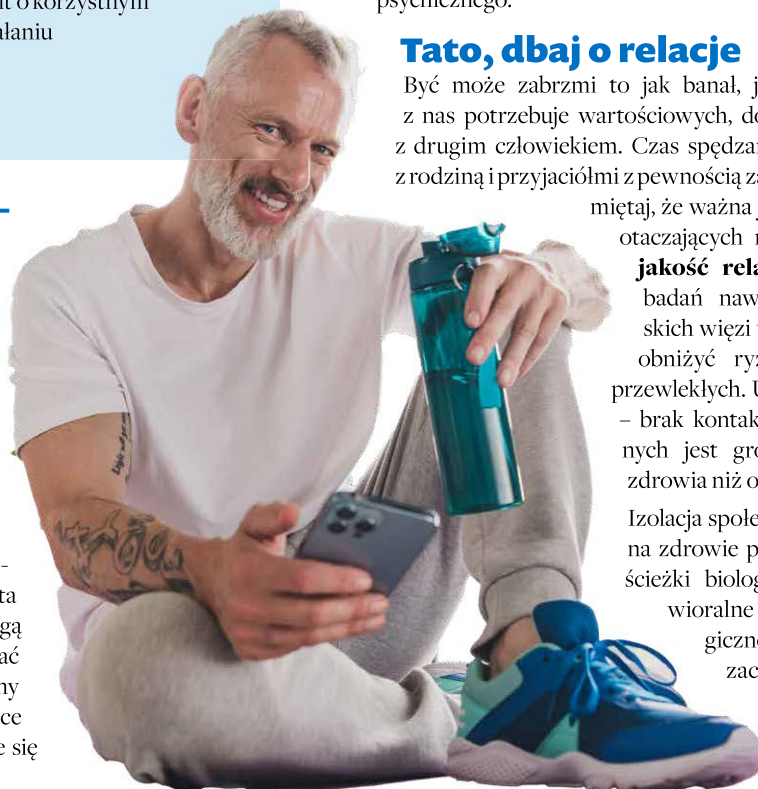 it o korzystnym
ałaniu
-
ta
gą
ać
ny
ce
e się
psychicznego.
Tato, dbaj o relacje
Być może zabrzmi to jak banał, j
z nas potrzebuje wartościowych, do
z drugim człowiekiem. Czas spędzan
z rodziną i przyjaciółmi z pewnością za
miętaj, że ważna j
otaczających n
jakość rela
badań naw
skich więzi
obniżyć ryz
przewlekłych. U
– brak kontak
nych jest gro
zdrowia niż o
Izolacja społe
na zdrowie p
ścieżki biolog
wioralne
giczn
zac